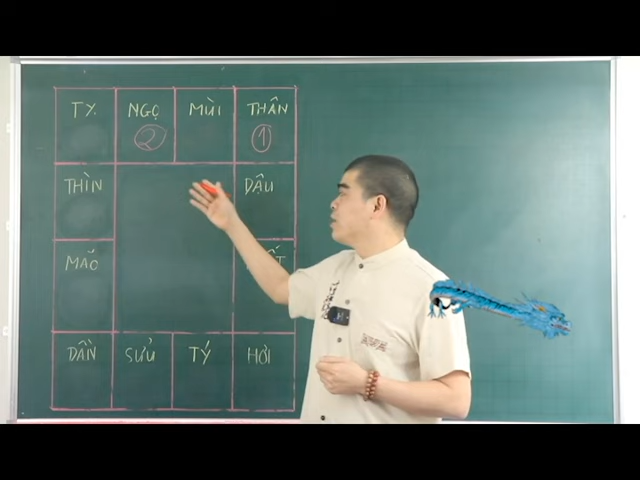 TỴ NGỌ MÙI THÂN
2 1
THÌN DẬU
MÃO
DẦN SỬU TÝ HỢI